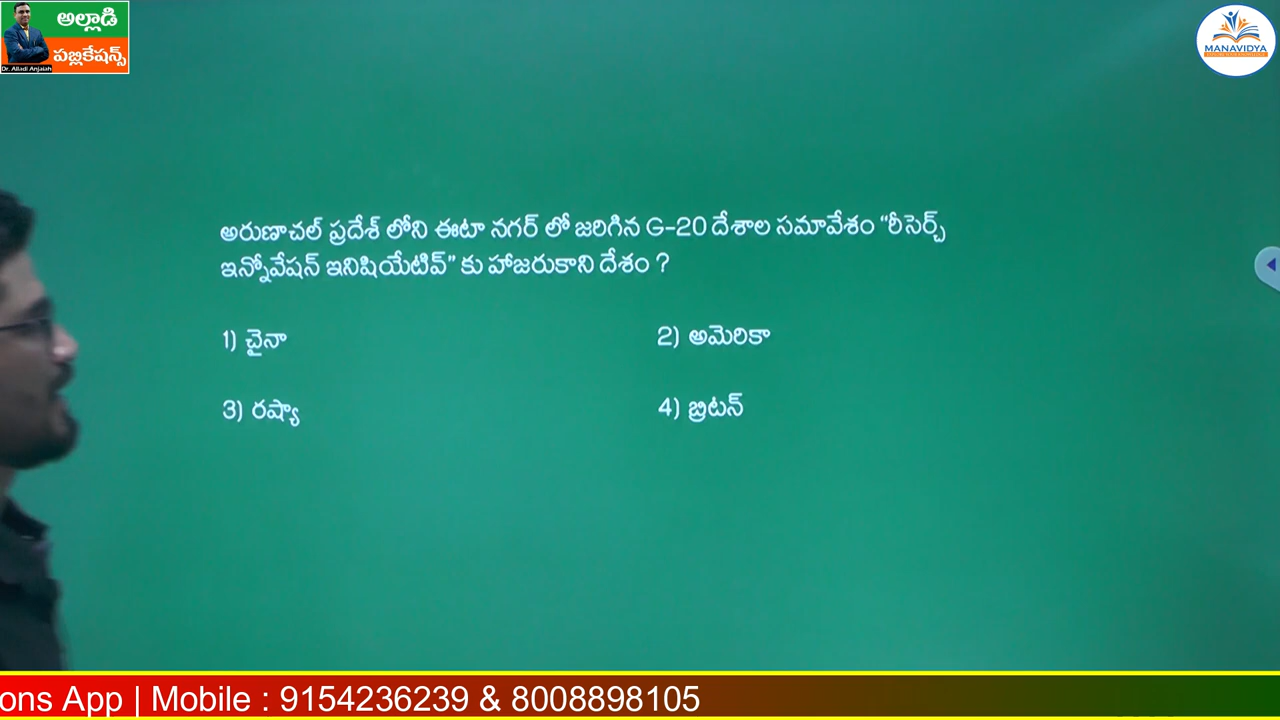 అల్లాడి
పబ్లికేషన్స్
Dr. Alladi Anjaiah
MANAVIDYA
అరుణాచల్ ప్రదేశ్ లోని ఈటా నగర్ లో జరిగిన G-20 దేశాల సమావేశం “రీసెర్చ్
ఇన్నోవేషన్ ఇనిషియేటివ్” కు హాజరుకాని దేశం ?
1) చైనా
2) అమెరికా
3) రష్యా
4) బ్రిటన్
ons App | Mobile : 9154236239 & 8008898105